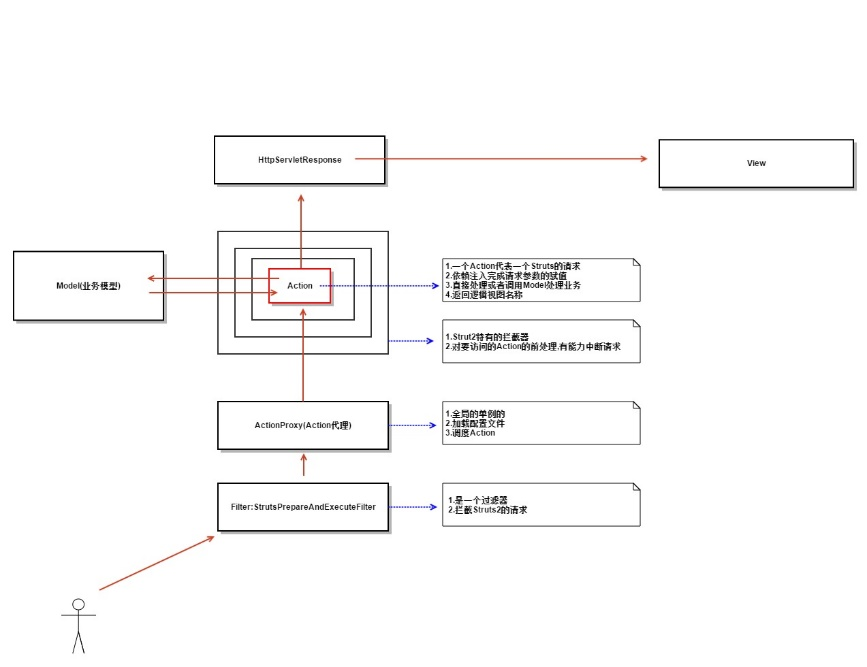 HttpServletResponse
View
Model(业务模型)
Action
1.一个Action代表一个Struts的请求
2.依赖注入完成请求参数的赋值
3.直接处理或者调用Model处理业务
4.返回逻辑视图名称
1.Strut2特有的拦截器
2.对要访问的Action的前处理,有能力中断请求
ActionProxy(Action代理)
1.全局的单例的
2.加载配置文件
3.调度Action
Filter:StrutsPrepareAndExecuteFilter
1.是一个过滤器
2.拦截Struts2的请求